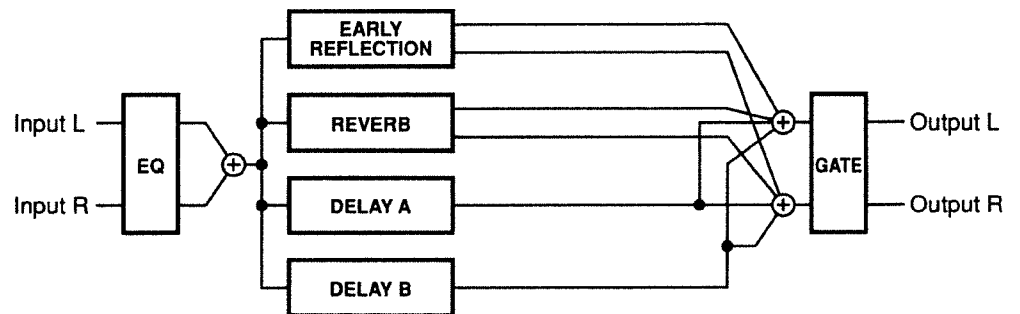 EARLY
REFLECTION
Input L
REVERB
Output L
EQ
GATE
Input R
DELAY A
Output R
DELAY B